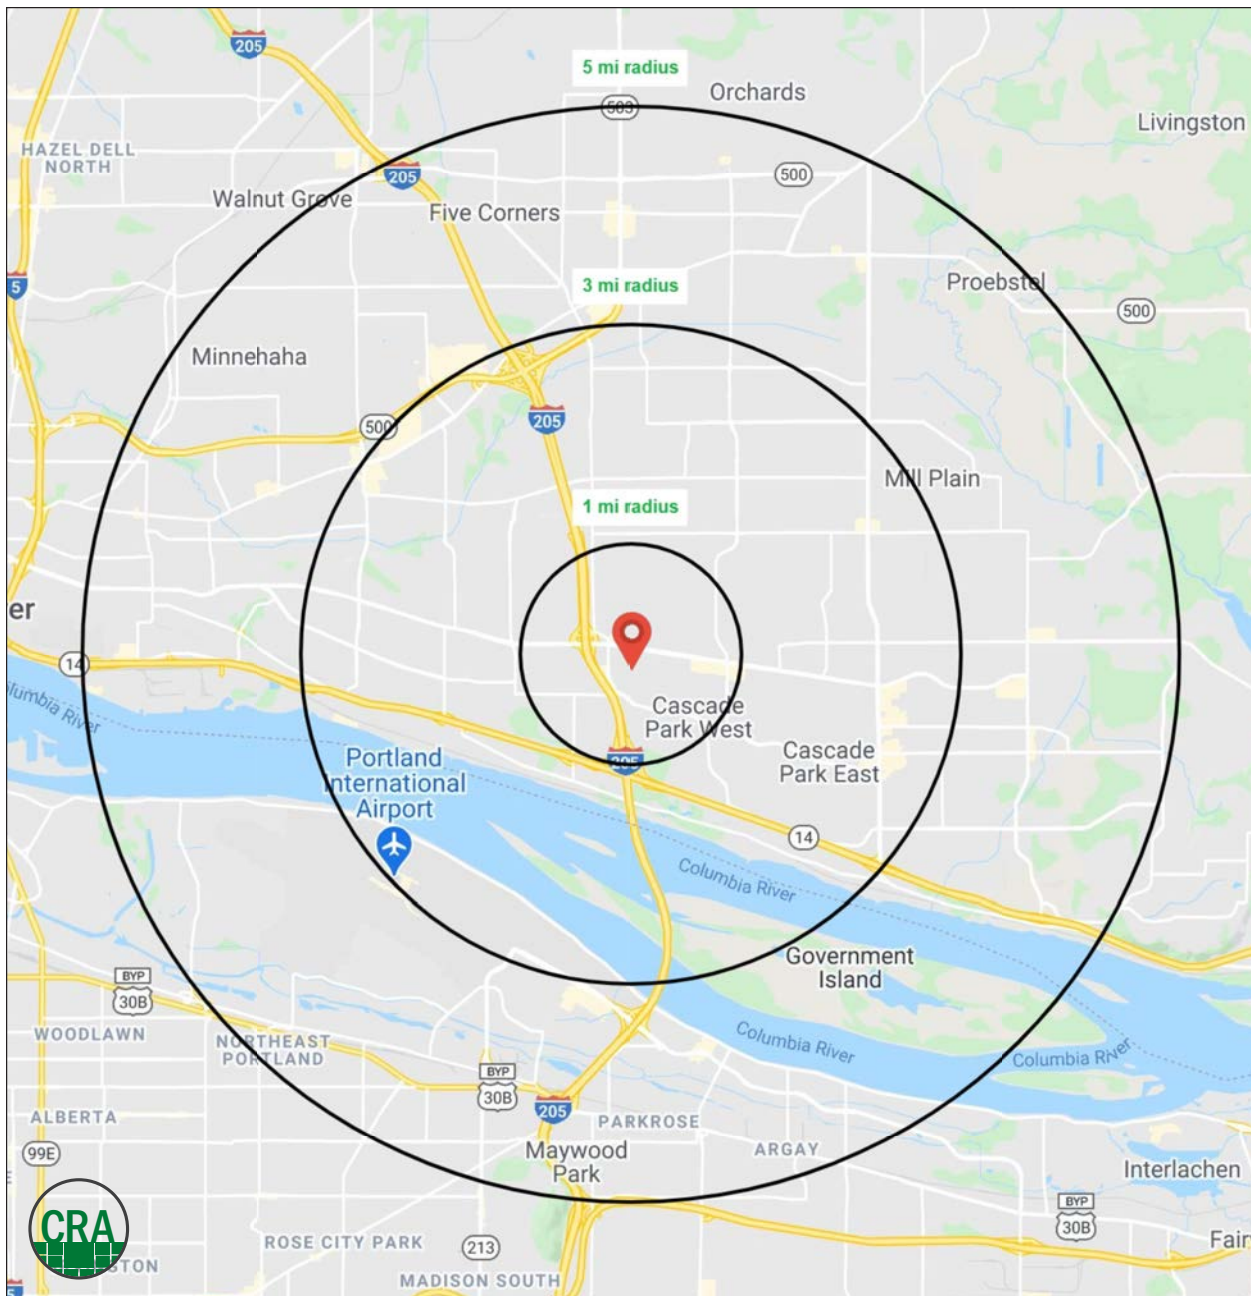 205
5 mi radius
Orchards
503
Livingston
HAZEL DELL
NORTH
205
500
Walnut Grove
Five Corners
5
3 mi radius
Proebstel
500
Minnehaha
205
500
Mill Plain
1 mi radius
er
14
Columbia River
Cascade
Park West
Cascade
Park East
205
Portland
International
Airport
14
Columbia River
Government
Island
BYP
30B
WOODLAWN
NORTHEAST
PORTLAND
Columbia River
Columbia River
BYP
30B
205
ALBERTA
PARKROSE
99E
Maywood
Park
ARGAY
Interlachen
BYP
30B
CRA
STON
ROSE CITY PARK
213
Fair
MADISON SOUTH
5